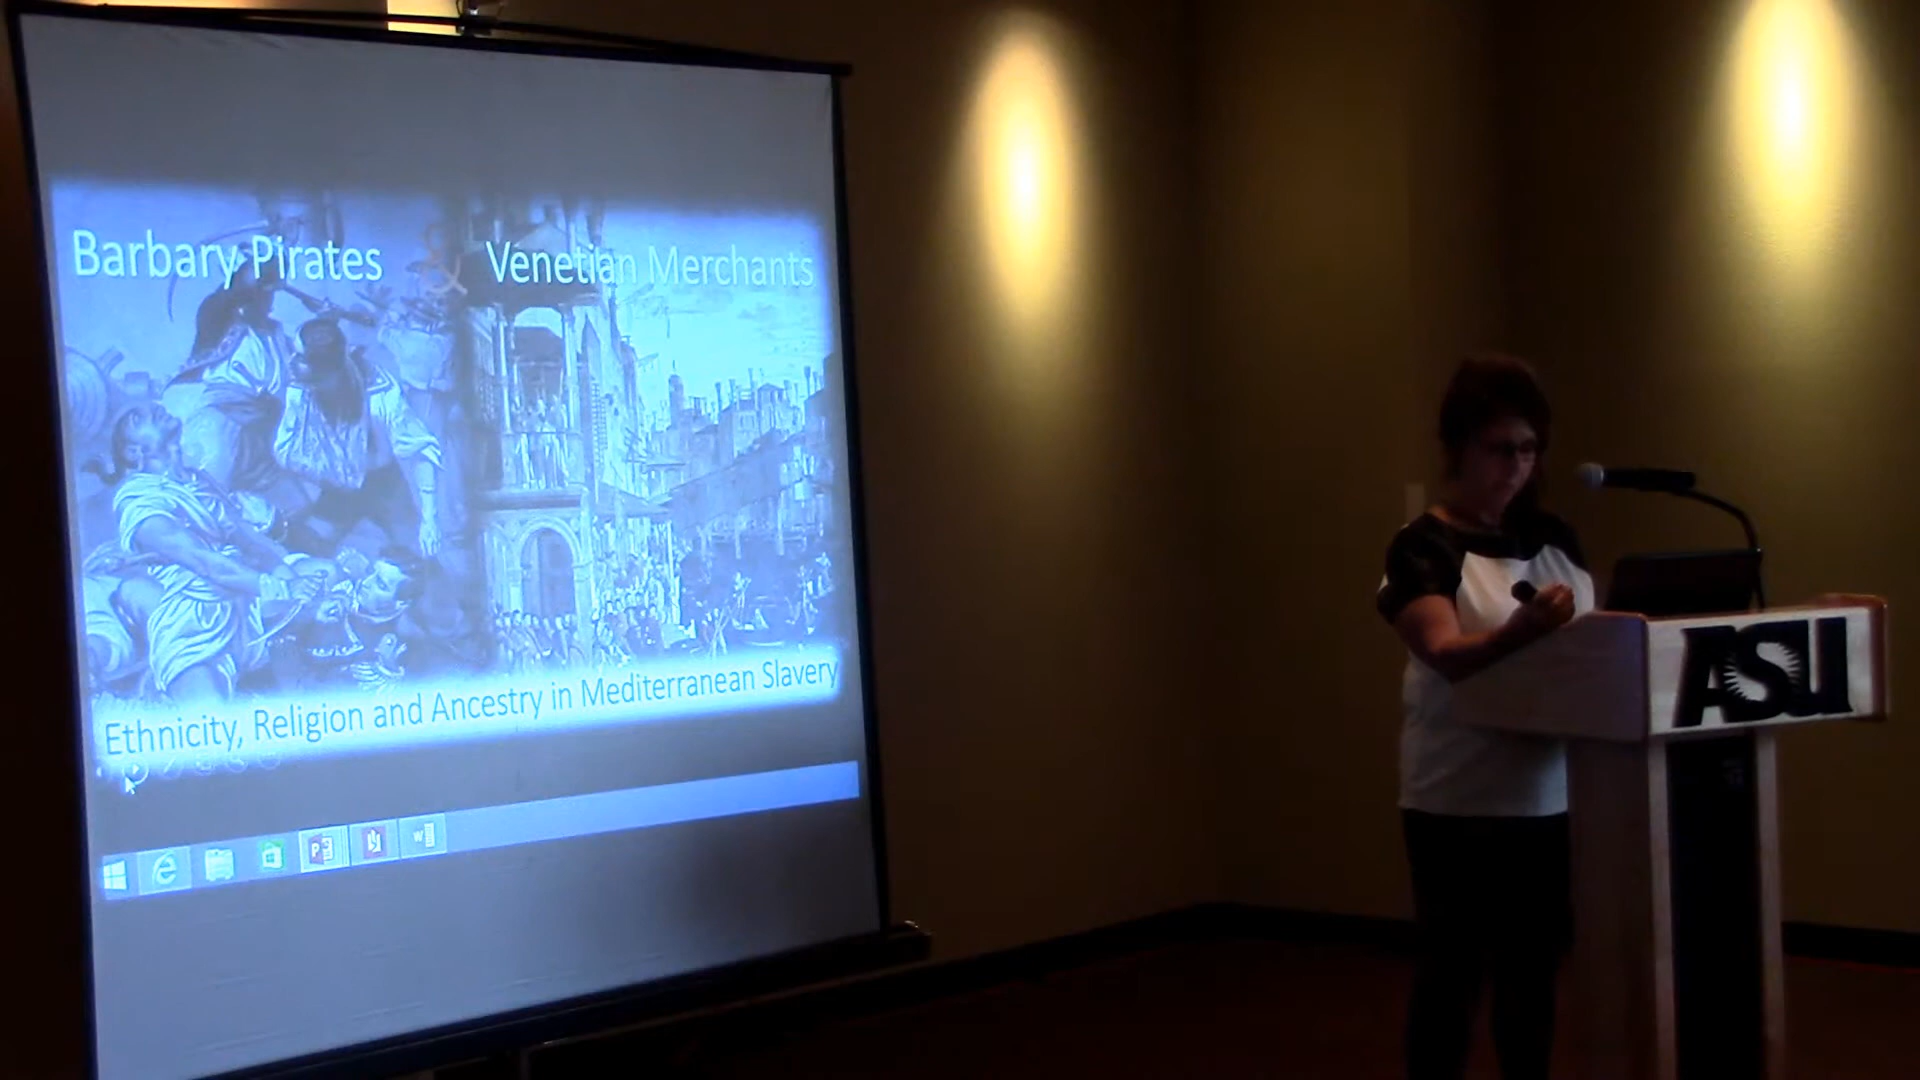 Barbary Pirates & Venetian Merchants
Ethnicity, Religion and Ancestry in Mediterranean Slavery
ASU